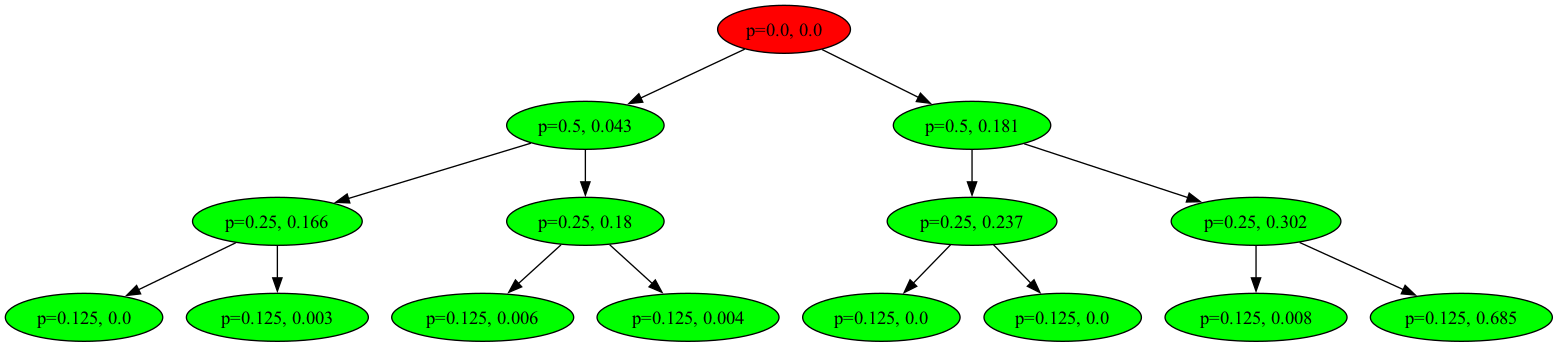 p=0.0, 0.0
p=0.5, 0.043
p=0.5, 0.181
p=0.25, 0.166
p=0.25, 0.18
p=0.25, 0.237
p=0.25, 0.302
p=0.125, 0.0
p=0.125, 0.003
p=0.125, 0.006
p=0.125, 0.004
p=0.125, 0.0
p=0.125, 0.0
p=0.125, 0.008
p=0.125, 0.685